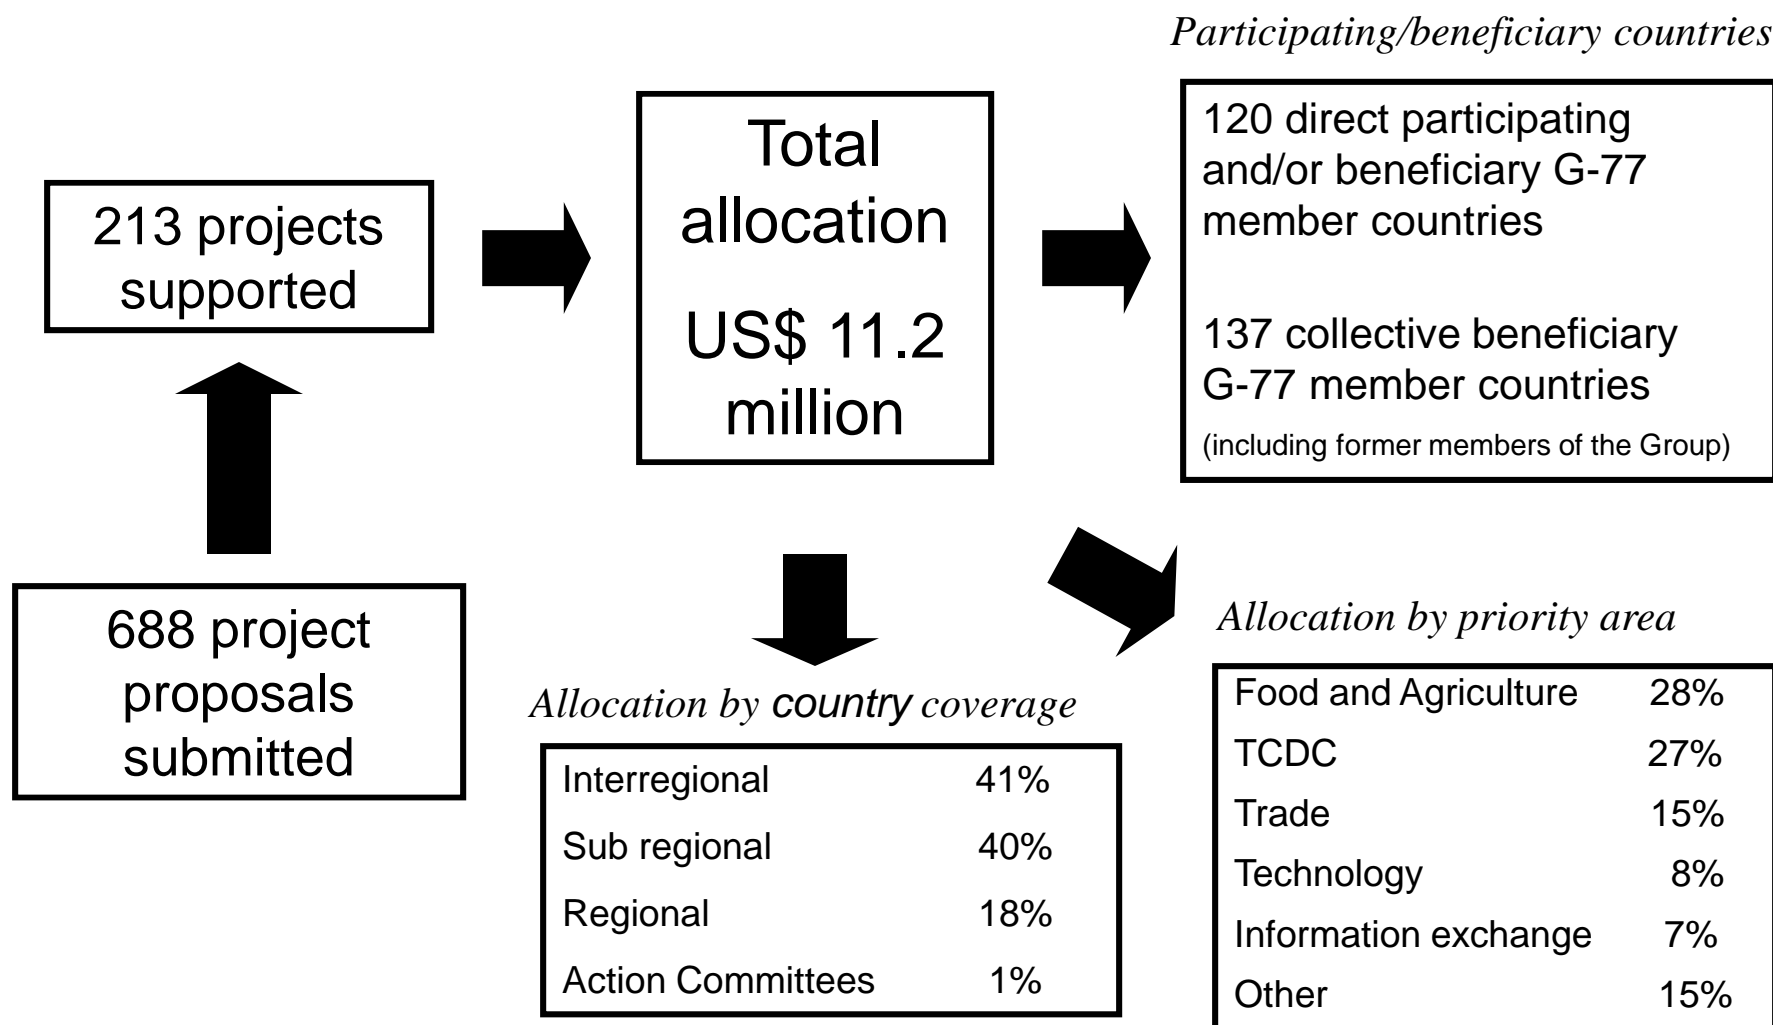 Participating/beneficiary countries
213 projects
supported
Total
allocation
US$ 11.2
million
120 direct participating
and/or beneficiary G-77
member countries
137 collective beneficiary
G-77 member countries
(including former members of the Group)
688 project
proposals
submitted
Allocation by country coverage
Interregional 41%
Sub regional 40%
Regional 18%
Action Committees 1%
Allocation by priority area
Food and Agriculture 28%
TCDC 27%
Trade 15%
Technology 8%
Information exchange 7%
Other 15%